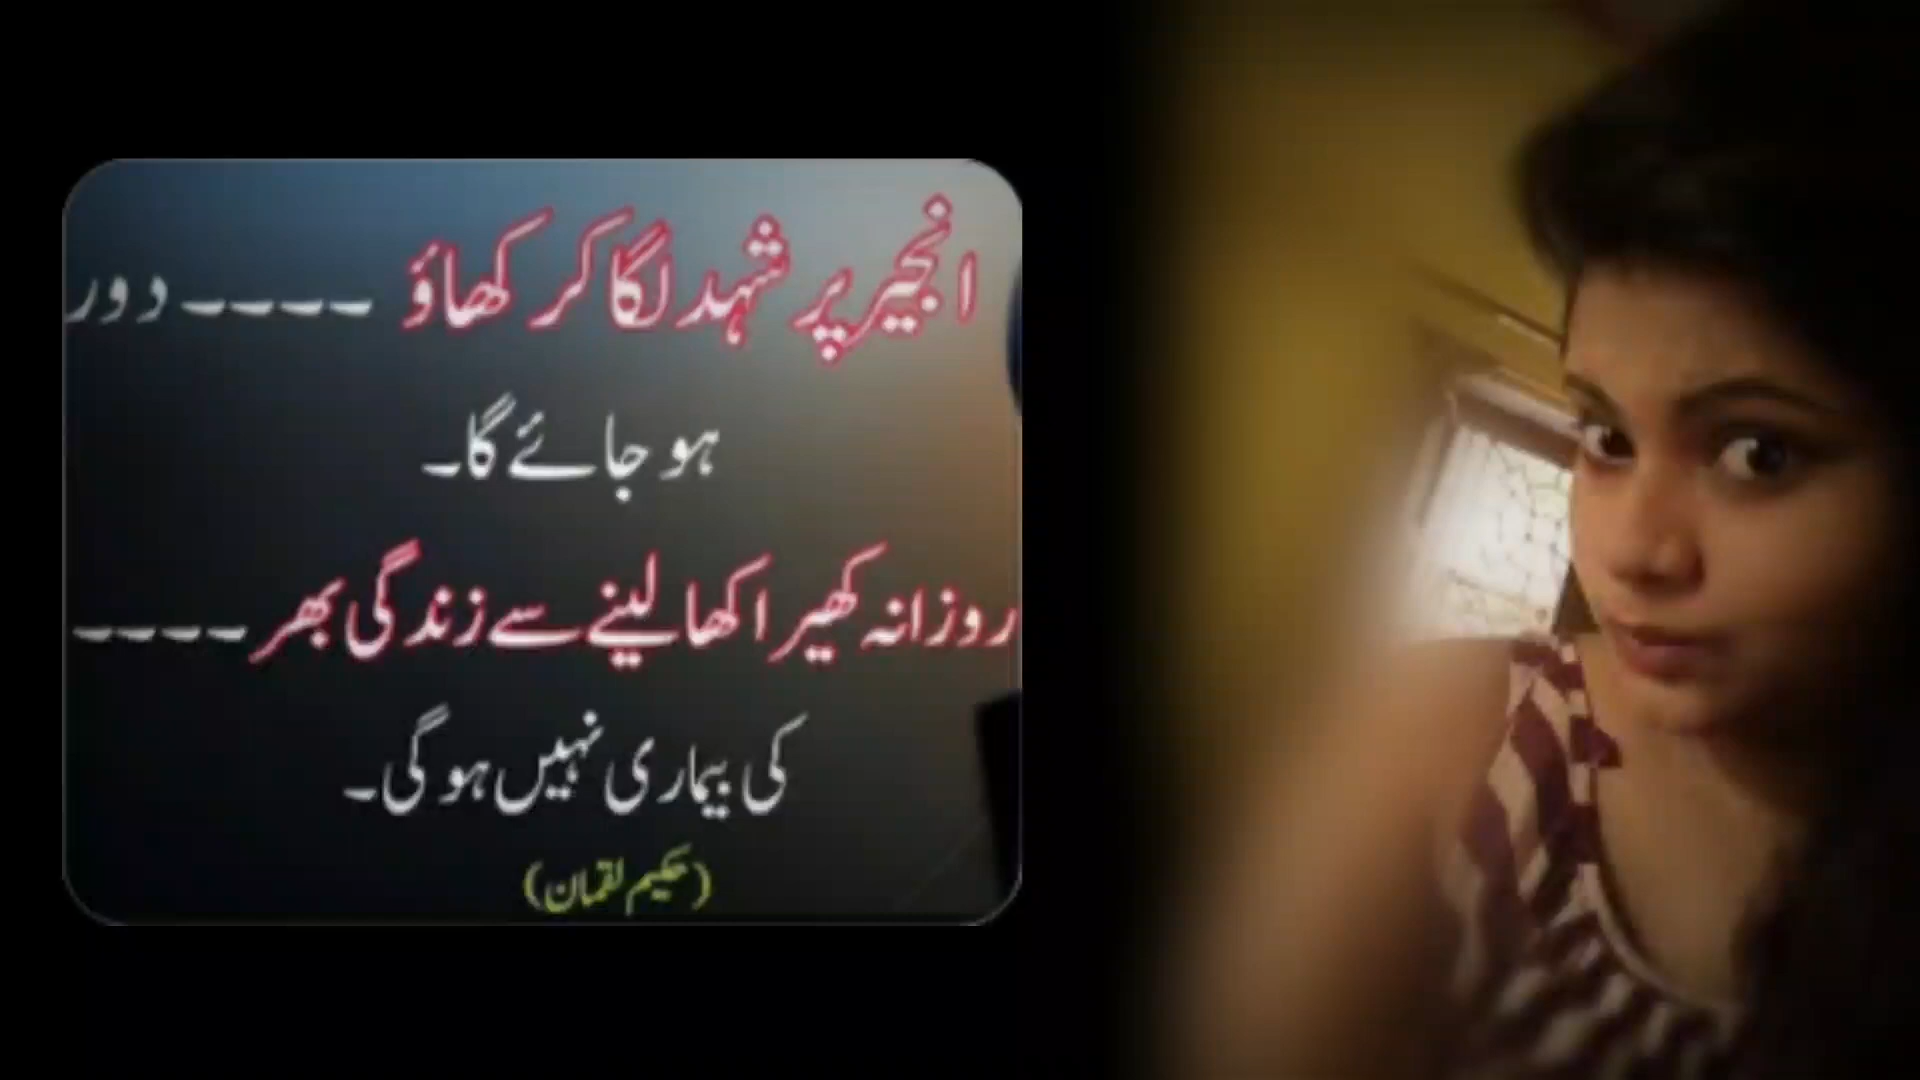 انجیر پر شہد لگا کر کھاؤ ---- دور
ہو جائے گا۔
روزانہ کھیرا کھا لینے سے زندگی بھر ----
کی بیماری نہیں ہو گی۔
(حکیم لقمان)